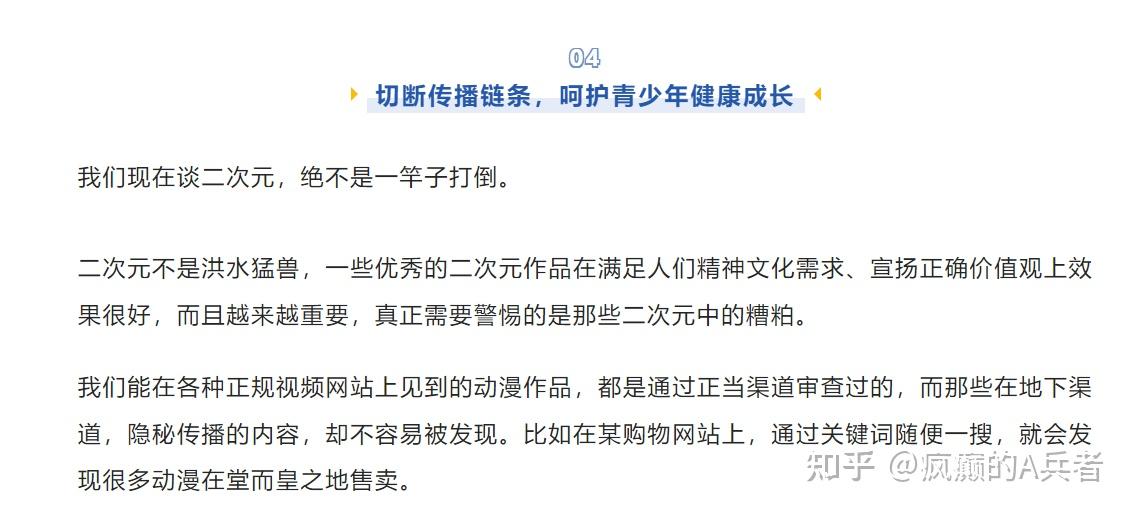 04
切断传播链条，呵护青少年健康成长
我们现在谈二次元，绝不是一竿子打倒。
二次元不是洪水猛兽，一些优秀的二次元作品在满足人们精神文化需求、宣扬正确价值观上效
果很好，而且越来越重要，真正需要警惕的是那些二次元中的糟粕。
我们能在各种正规视频网站上见到的动漫作品，都是通过正当渠道审查过的，而那些在地下渠
道，隐秘传播的内容，却不容易被发现。比如在某购物网站上，通过关键词随便一搜，就会发
现很多动漫在堂而皇之地售卖。
知乎 @疯癫的A兵者